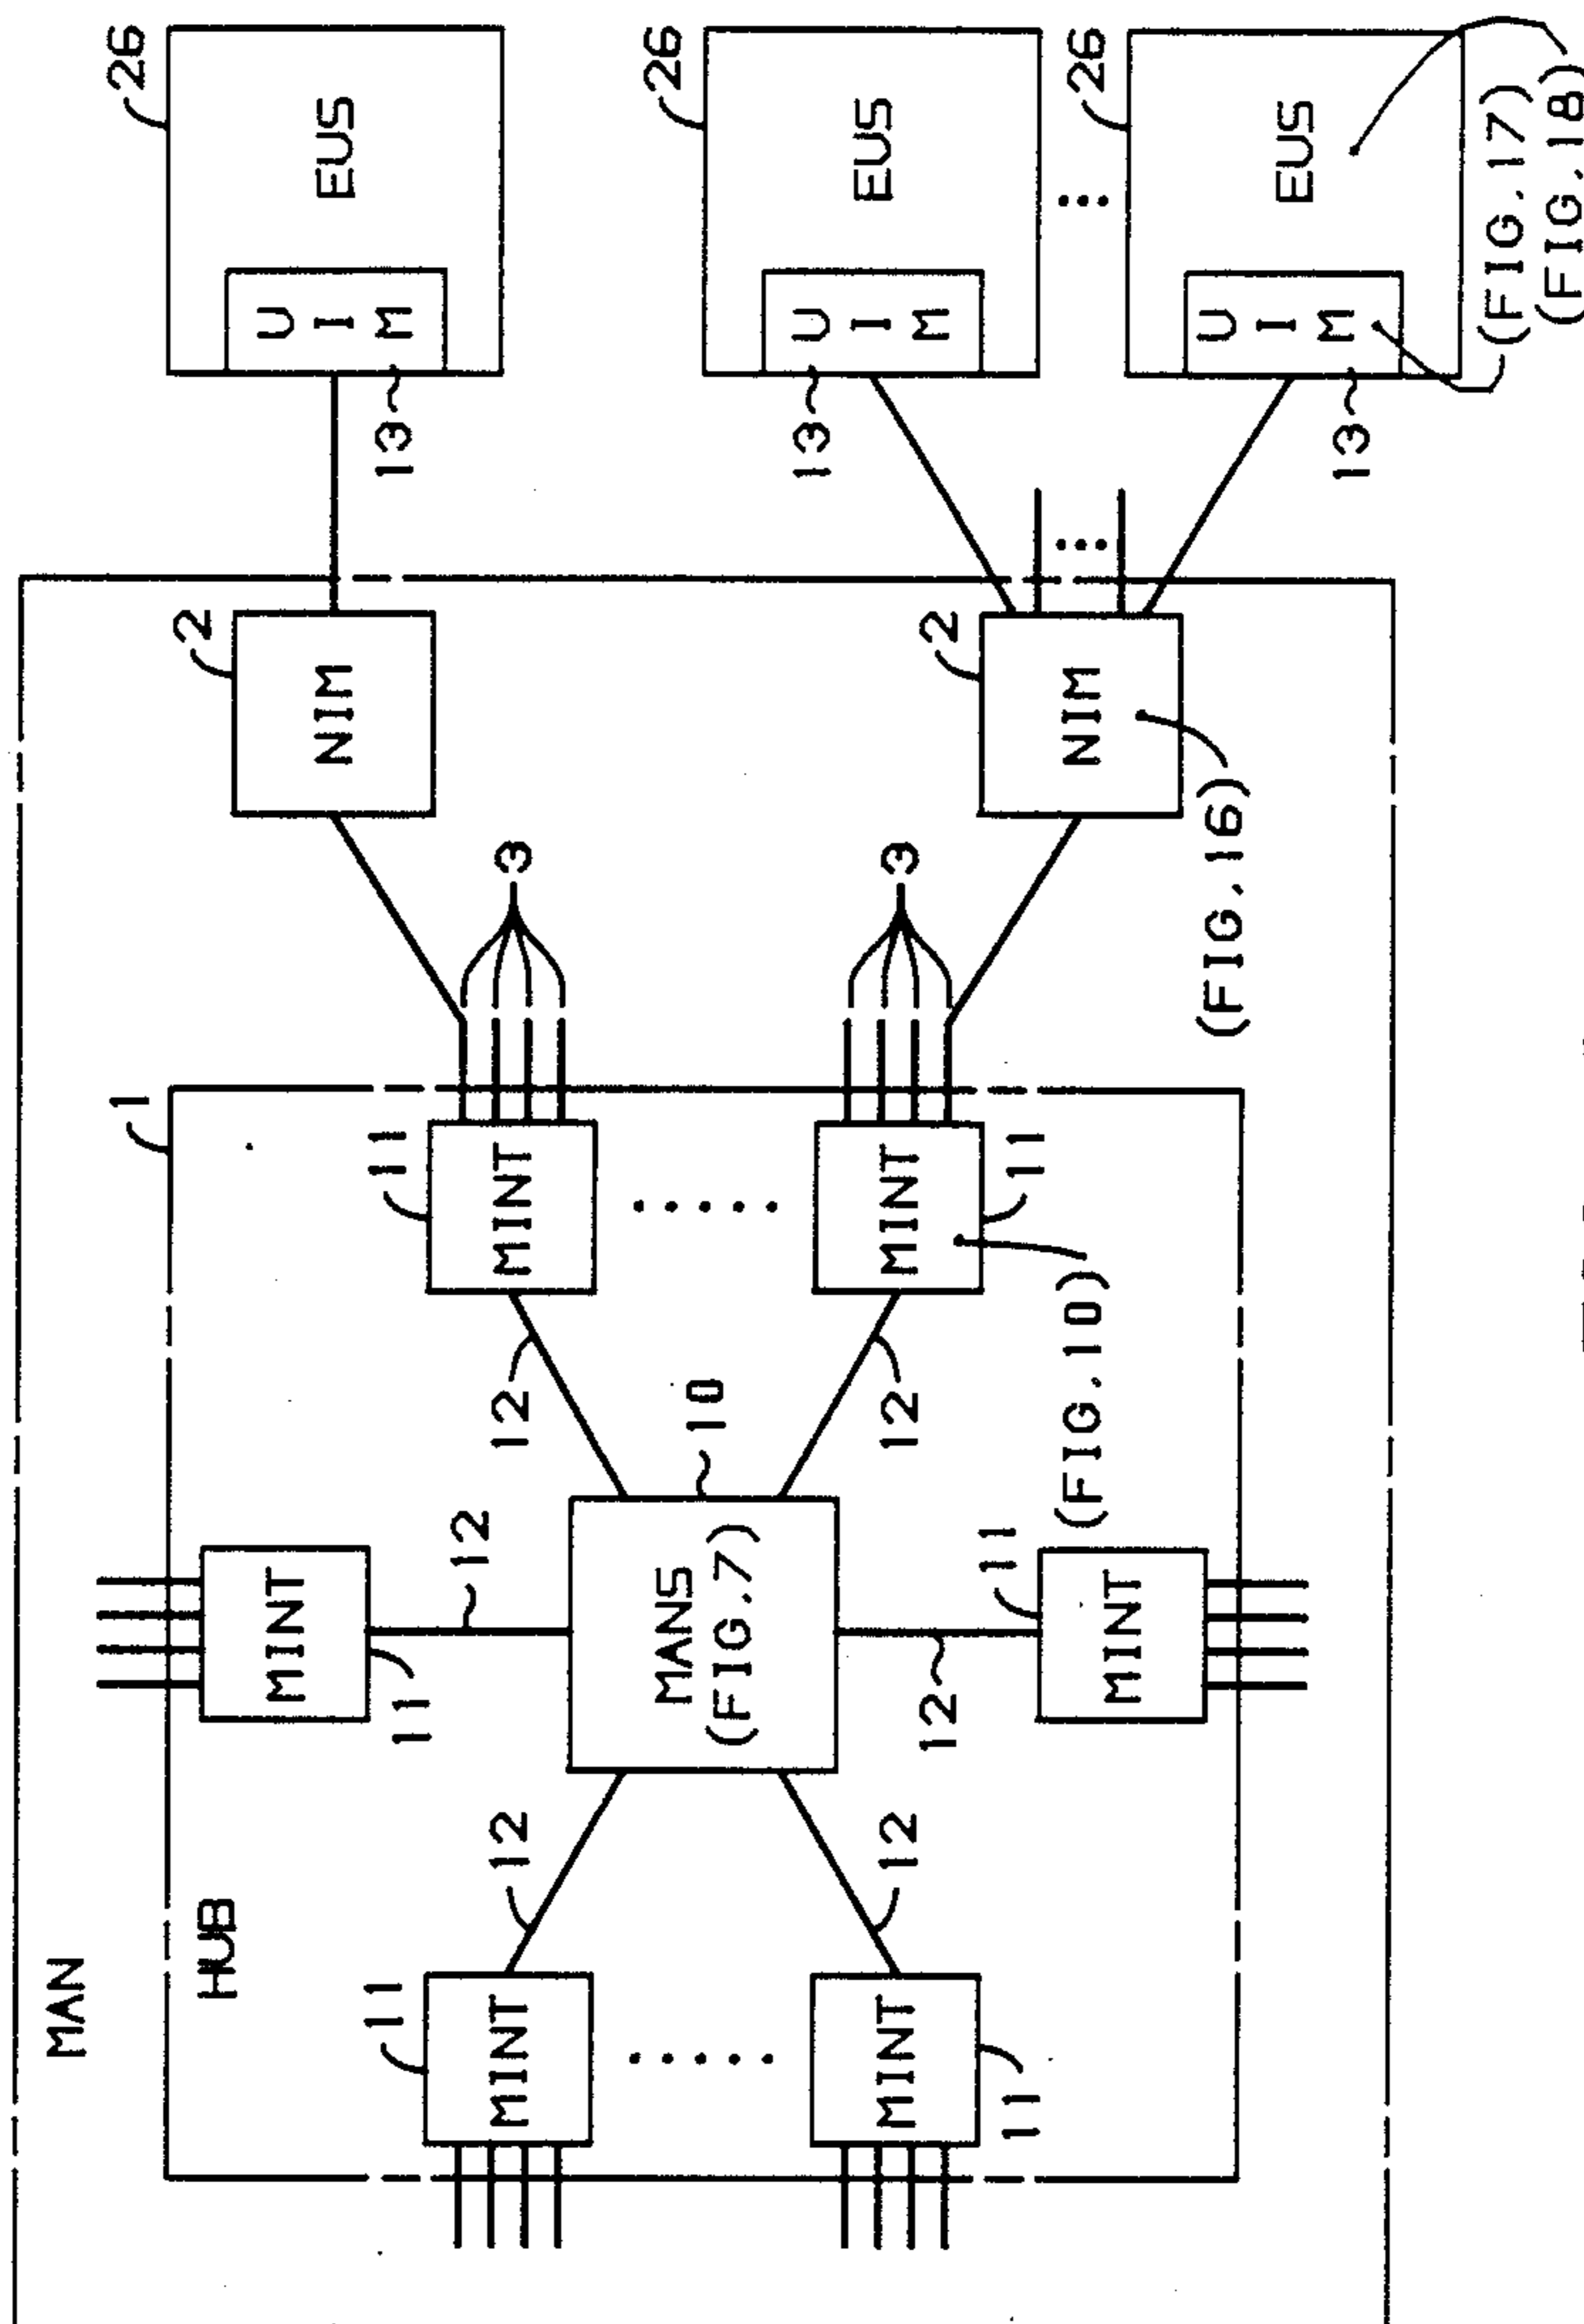 MAN
HUB
1
MINT
11
12
MINT
11
12
MINT
11
12
MANS
(FIG.7)
10
MINT
11
12
MINT
11
12
MINT
11
12
(FIG.10)
3
3
NIM
2
NIM
2
(FIG.16)
EUS
26
UIM
13
EUS
26
UIM
13
EUS
26
UIM
13
(FIG.17)
(FIG.18)